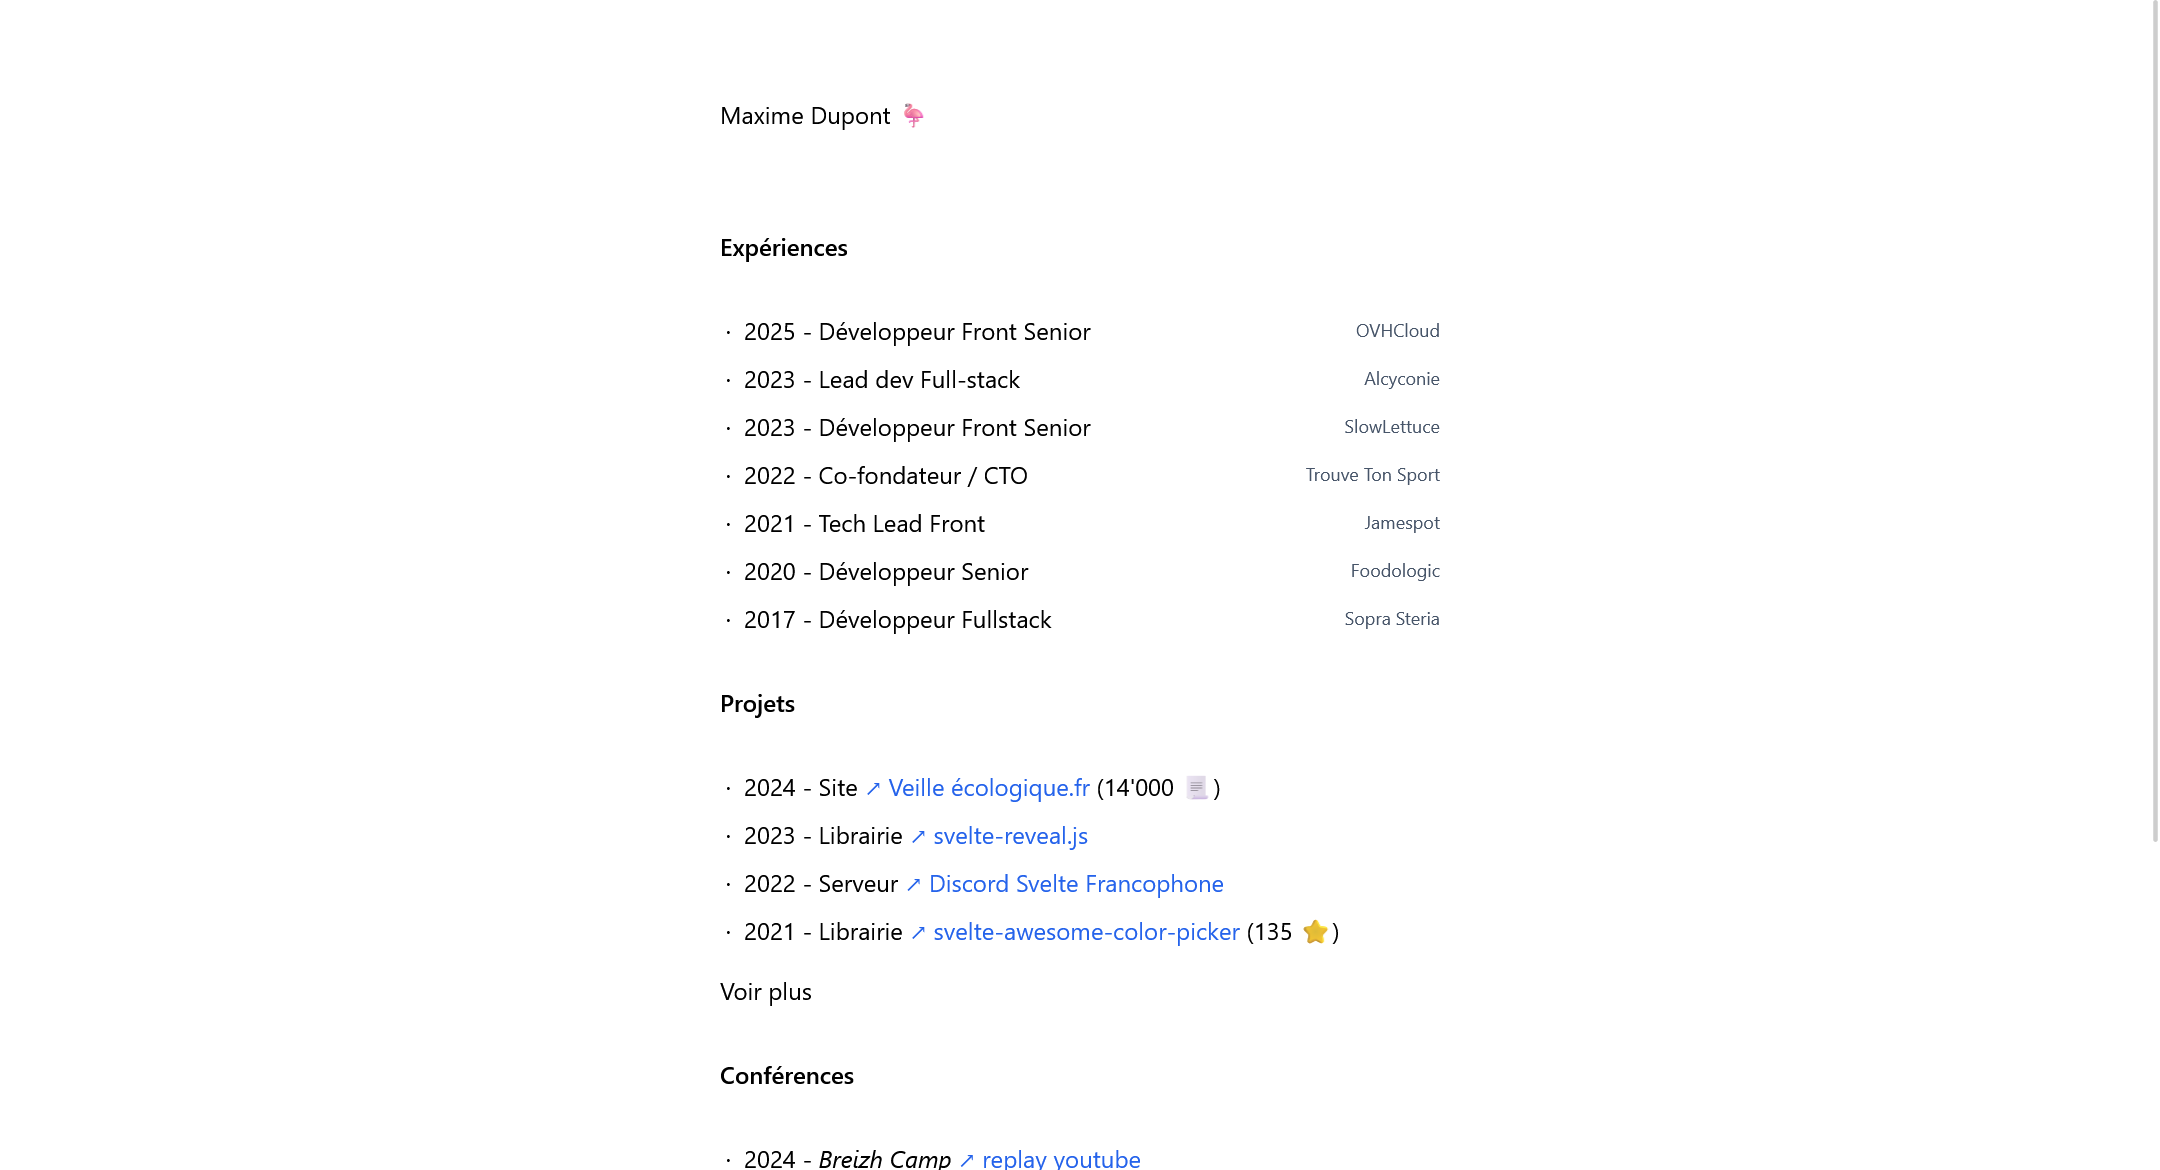 Maxime Dupont 🦩
Expériences
· 2025 - Développeur Front Senior OVHCloud
· 2023 - Lead dev Full-stack Alcyconie
· 2023 - Développeur Front Senior SlowLettuce
· 2022 - Co-fondateur / CTO Trouve Ton Sport
· 2021 - Tech Lead Front Jamespot
· 2020 - Développeur Senior Foodologic
· 2017 - Développeur Fullstack Sopra Steria
Projets
· 2024 - Site ↗ Veille écologique.fr (14'000 📃)
· 2023 - Librairie ↗ svelte-reveal.js
· 2022 - Serveur ↗ Discord Svelte Francophone
· 2021 - Librairie ↗ svelte-awesome-color-picker (135 ⭐)
Voir plus
Conférences
· 2024 - Breizh Camp ↗ replay youtube